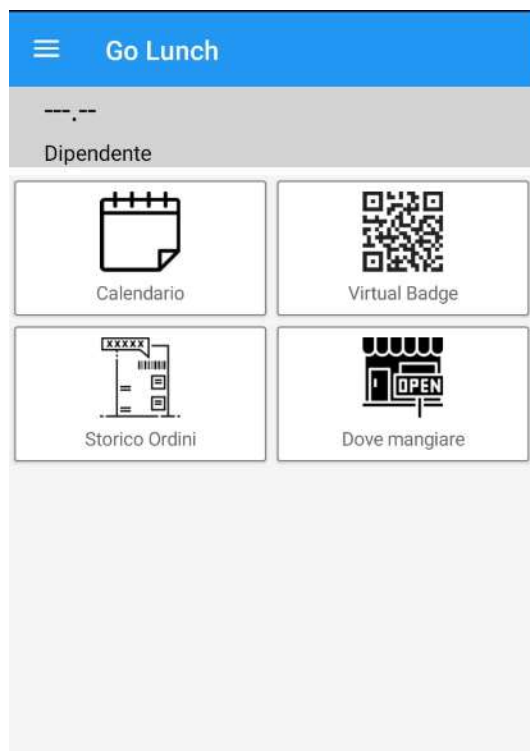 Go Lunch
---.--
Dipendente
Calendario
Virtual Badge
XXXXX
OPEN
Storico Ordini
Dove mangiare